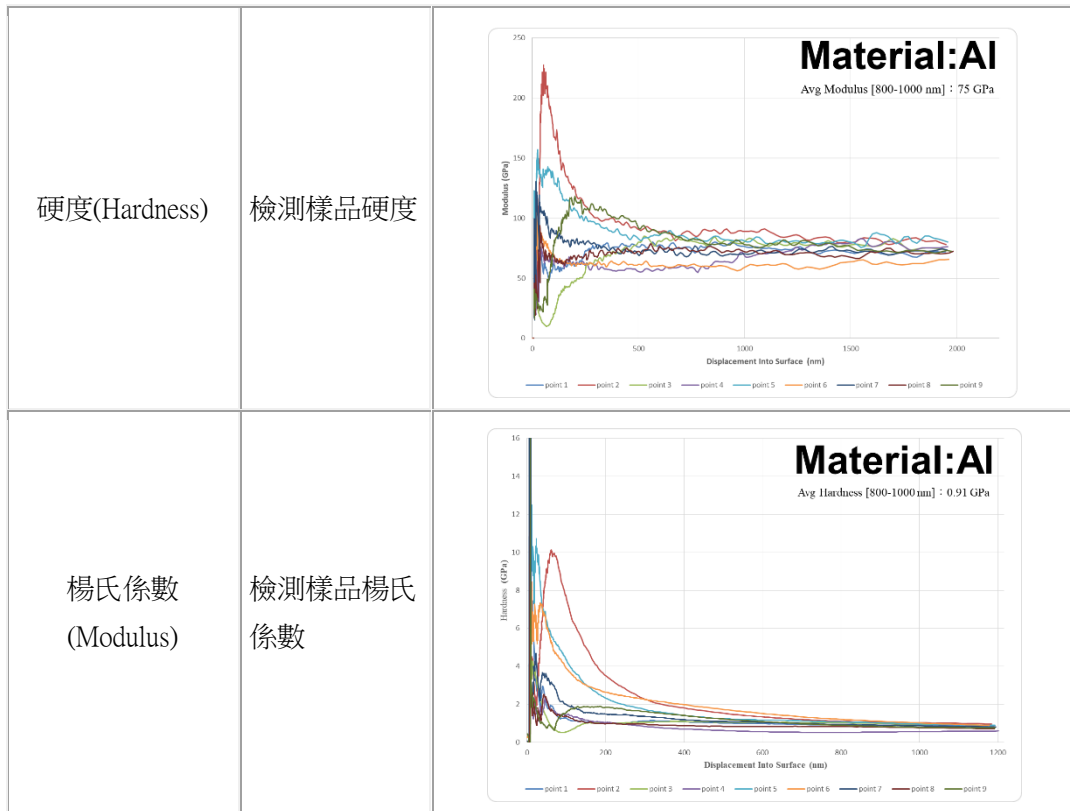 硬度(Hardness)
檢測樣品硬度
Material:Al
Avg Modulus [800-1000 nm]：75 GPa
Modulus (GPa)
250
200
150
100
50
0
0 500 1000 1500 2000
Displacement Into Surface (nm)
point 1 point 2 point 3 point 4 point 5 point 6 point 7 point 8 point 9
楊氏係數
(Modulus)
檢測樣品楊氏
係數
Material:Al
Avg Hardness [800-1000 nm]：0.91 GPa
Hardness (GPa)
16
14
12
10
8
6
4
2
0
0 200 400 600 800 1000 1200
Displacement Into Surface (nm)
point 1 point 2 point 3 point 4 point 5 point 6 point 7 point 8 point 9